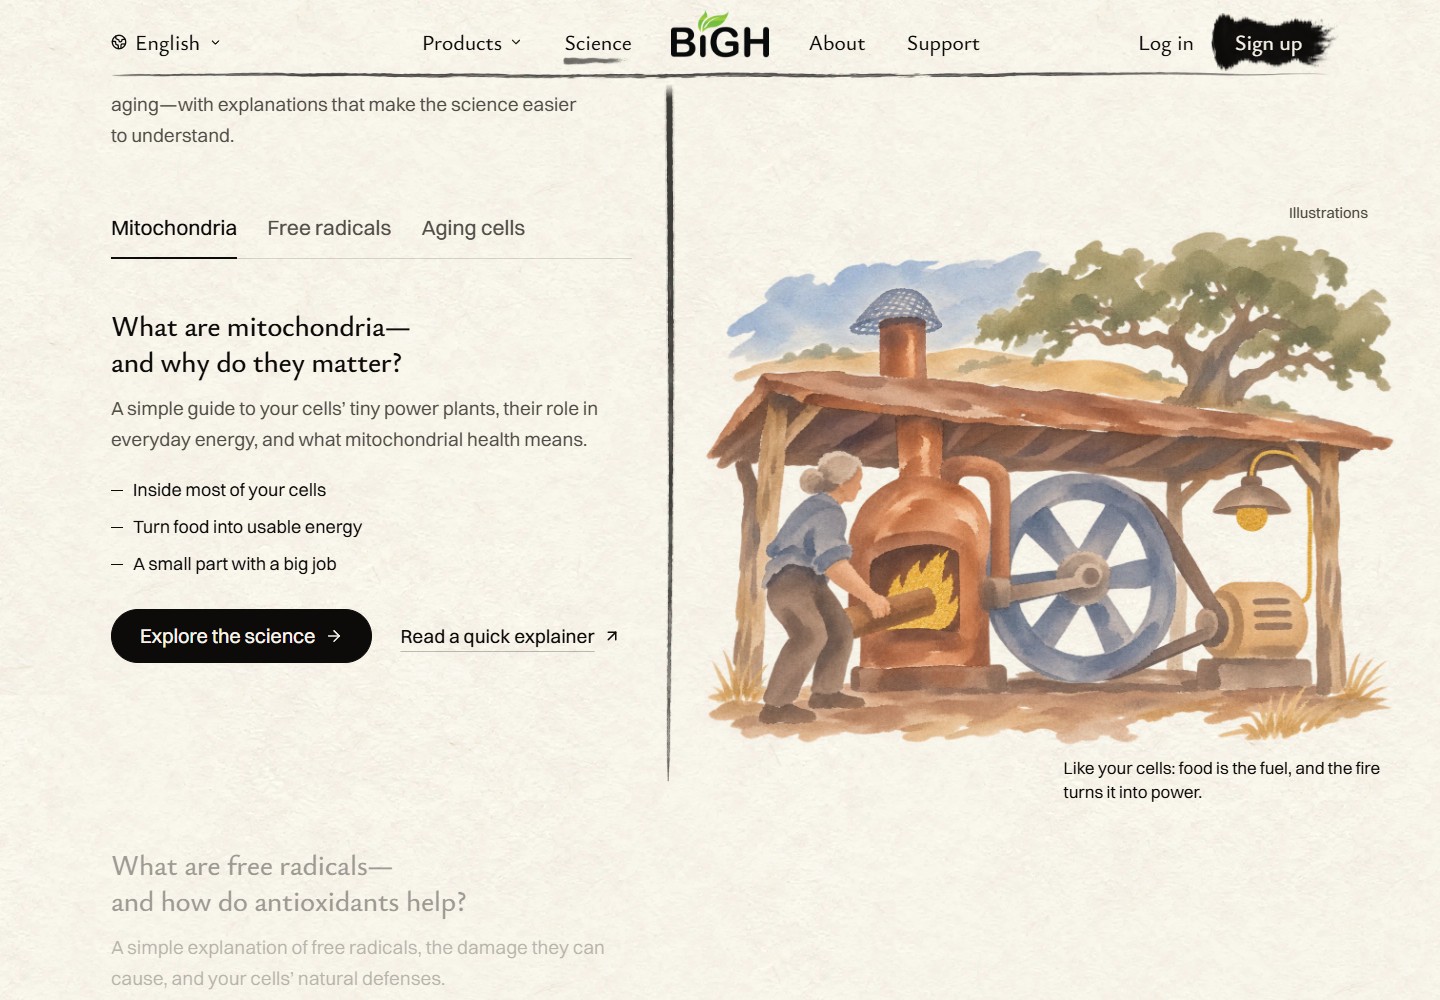 English
Products
Science
BiGH
About
Support
Log in
Sign up
aging—with explanations that make the science easier
to understand.
Mitochondria
Free radicals
Aging cells
What are mitochondria—
and why do they matter?
A simple guide to your cells’ tiny power plants, their role in
everyday energy, and what mitochondrial health means.
— Inside most of your cells
— Turn food into usable energy
— A small part with a big job
Explore the science →
Read a quick explainer ↗
Illustrations
Like your cells: food is the fuel, and the fire
turns it into power.
What are free radicals—
and how do antioxidants help?
A simple explanation of free radicals, the damage they can
cause, and your cells’ natural defenses.